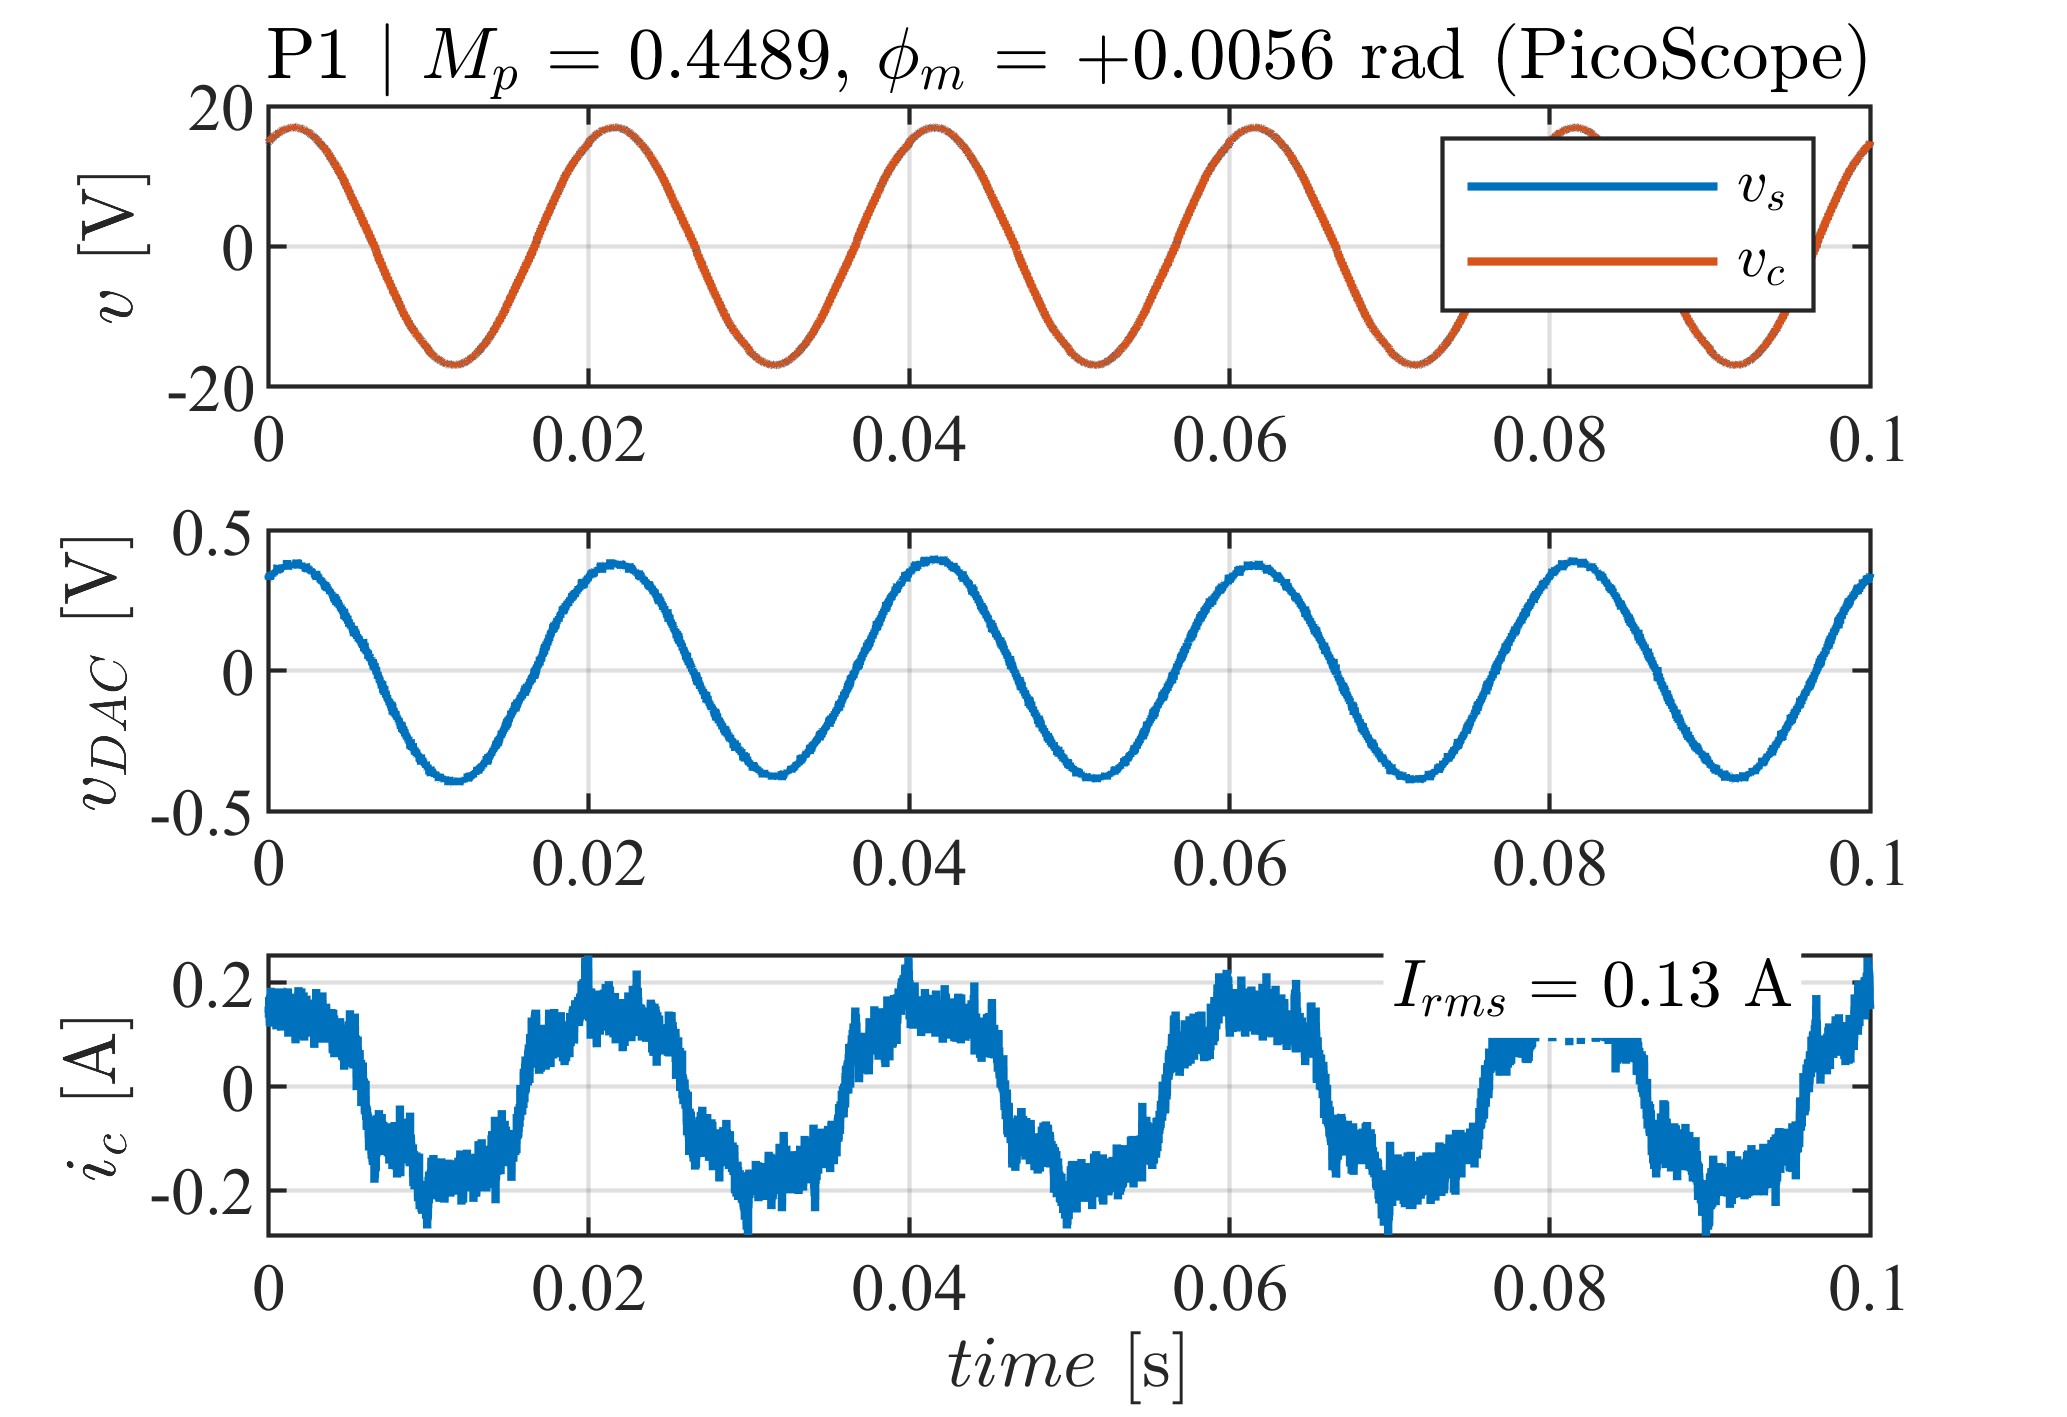 P1 | Mp = 0.4489, ϕm = +0.0056 rad (PicoScope)
20
0
-20
v [V]
vs
vc
0 0.02 0.04 0.06 0.08 0.1
0.5
0
-0.5
vDAC [V]
0 0.02 0.04 0.06 0.08 0.1
0.2
0
-0.2
ic [A]
Irms = 0.13 A
0 0.02 0.04 0.06 0.08 0.1
time [s]